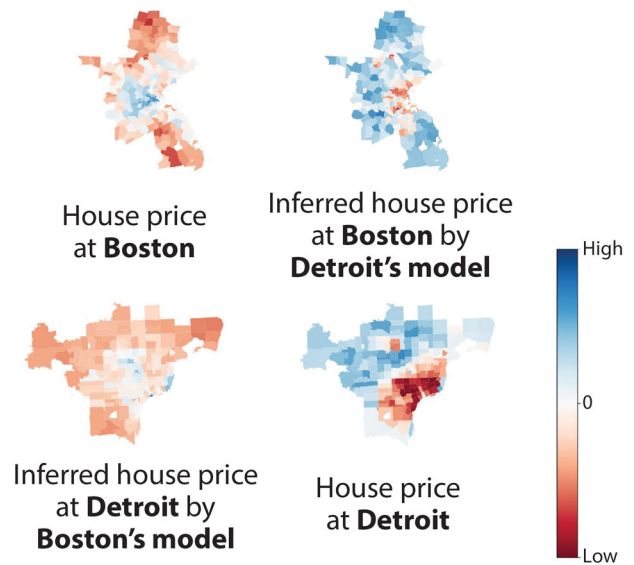 House price
at Boston
Inferred house price
at Boston by
Detroit's model
High
0
Low
Inferred house price
at Detroit by
Boston's model
House price
at Detroit